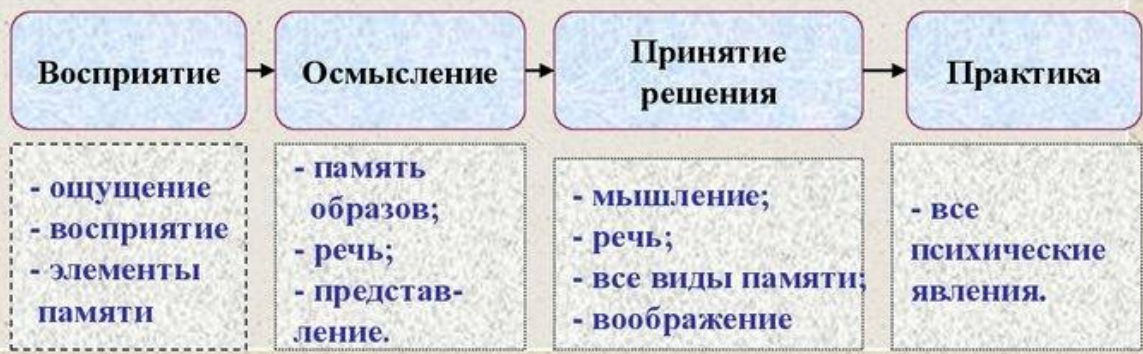 Восприятие
Осмысление
Принятие
решения
Практика
- ощущение
- восприятие
- элементы
памяти
- память
образов;
- речь;
- представ-
ление.
- мышление;
- речь;
- все виды памяти;
- воображение
- все
психические
явления.